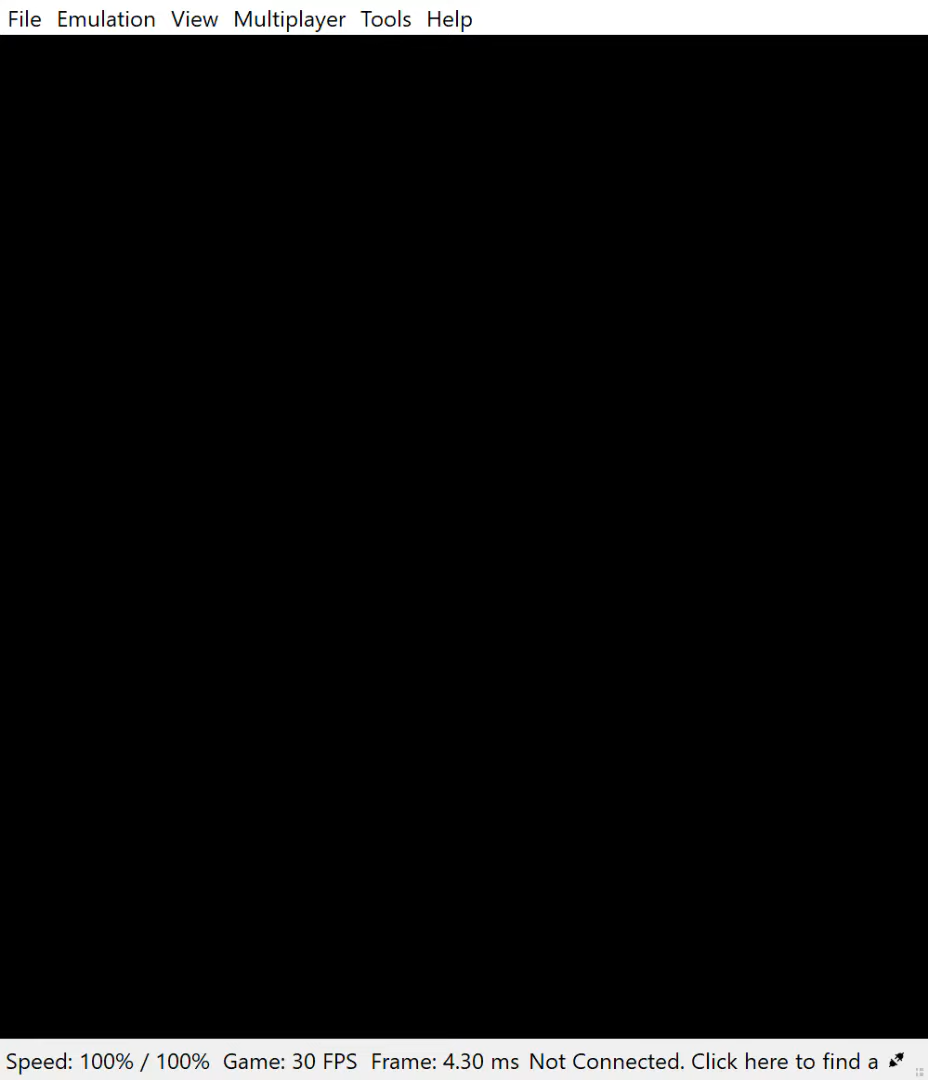 File Emulation View Multiplayer Tools Help
Speed: 100% / 100% Game: 30 FPS Frame: 4.30 ms Not Connected. Click here to find a